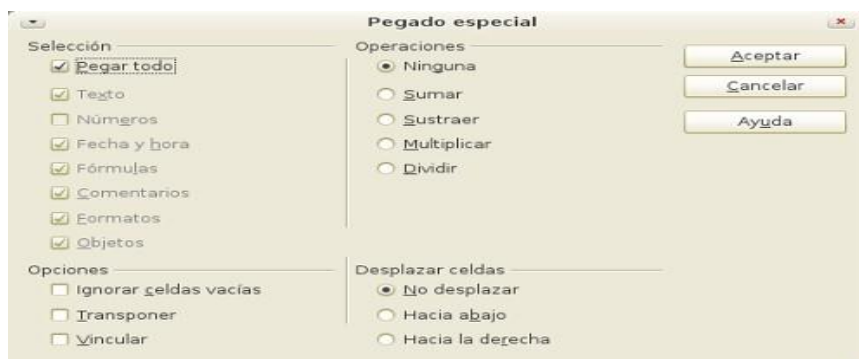 Pegado especial
Selección
Pegar todo
Texto
Números
Fecha y hora
Fórmulas
Comentarios
Formatos
Objetos
Operaciones
Ninguna
Sumar
Sustraer
Multiplicar
Dividir
Aceptar
Cancelar
Ayuda
Opciones
Ignorar celdas vacías
Transponer
Vincular
Desplazar celdas
No desplazar
Hacia abajo
Hacia la derecha